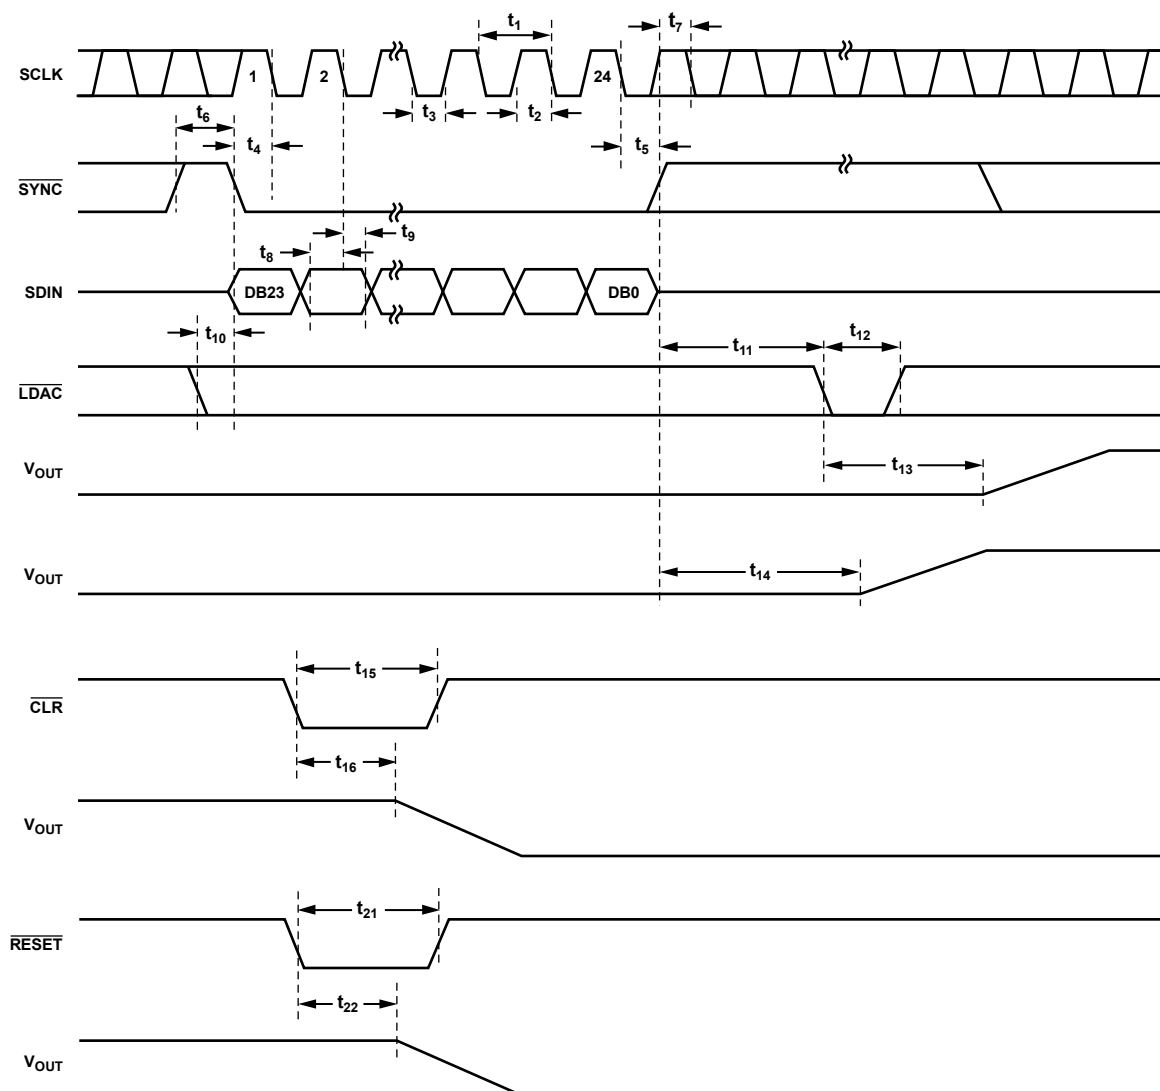 t1
t7
SCLK
1
2
24
t3
t2
t6
t4
t5
SYNC
t9
t8
SDIN
DB23
DB0
t10
t11
t12
LDAC
VOUT
t13
VOUT
t14
t15
CLR
t16
VOUT
t21
RESET
t22
VOUT